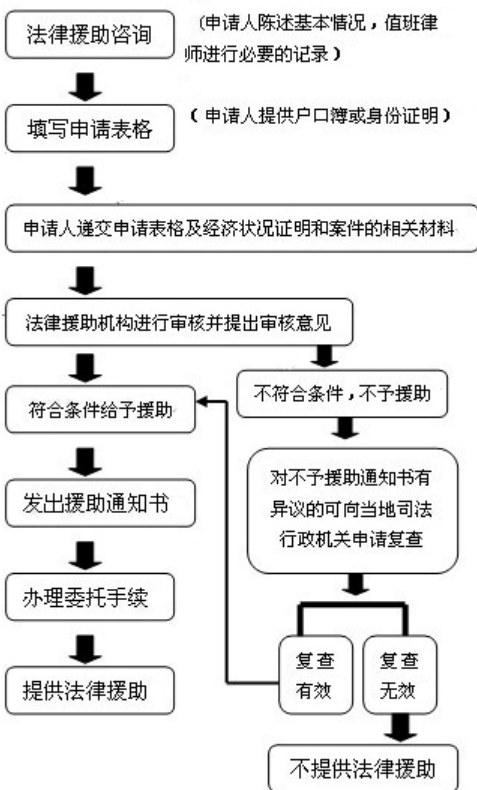 法律援助咨询
（申请人陈述基本情况，值班律
师进行必要的记录）
填写申请表格
（申请人提供户口簿或身份证明）
申请人递交申请表格及经济状况证明和案件的相关材料
法律援助机构进行审核并提出审核意见
符合条件给予援助
不符合条件，不予援助
发出援助通知书
对不予援助通知书有
异议的可向当地司法
行政机关申请复查
办理委托手续
复查
有效
复查
无效
提供法律援助
不提供法律援助